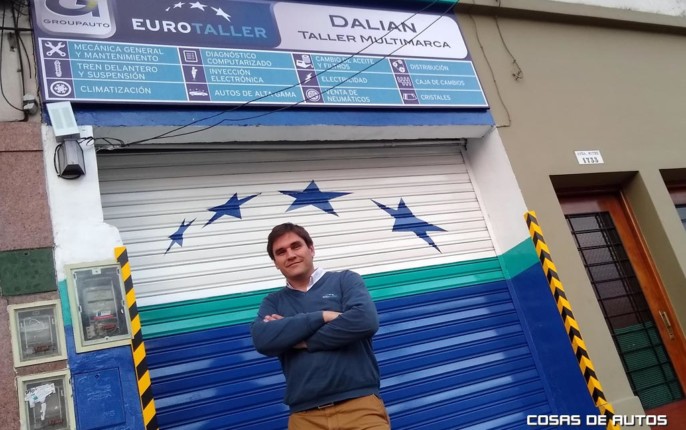 GROUPAUTO
EUROTALLER
DALIAN
TALLER MULTIMARCA
MECÁNICA GENERAL
Y MANTENIMIENTO
TREN DELANTERO
Y SUSPENSIÓN
CLIMATIZACIÓN
DIAGNÓSTICO
COMPUTARIZADO
INYECCIÓN
ELECTRÓNICA
AUTOS DE ALTA GAMA
CAMBIO DE ACEITE
Y FILTROS
ELECTRICIDAD
VENTA DE
NEUMÁTICOS
DISTRIBUCIÓN
CAJA DE CAMBIOS
CRISTALES
1733
COSAS DE AUTOS